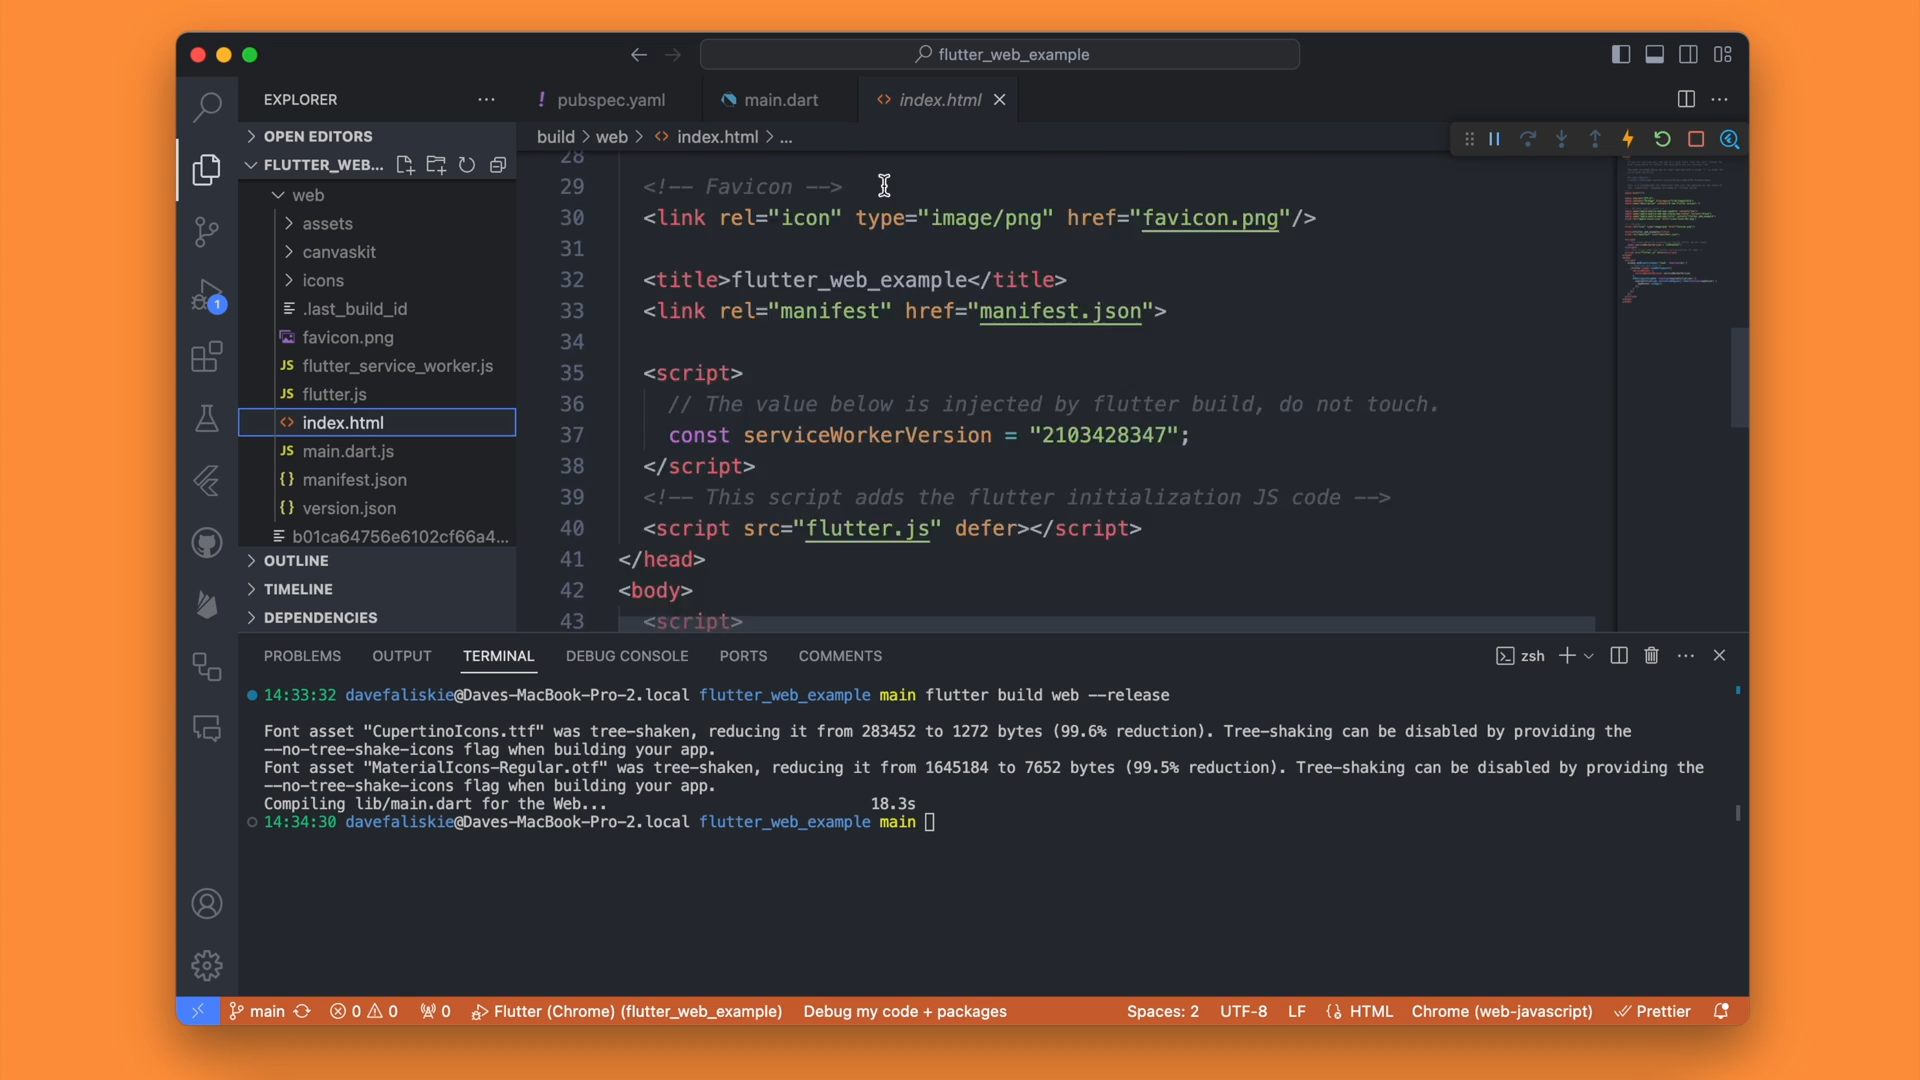 flutter_web_example
EXPLORER
pubspec.yaml
main.dart
index.html
OPEN EDITORS
build > web > index.html > ...
FLUTTER_WEB...
web
assets
canvaskit
icons
.last_build_id
favicon.png
JS flutter_service_worker.js
JS flutter.js
index.html
JS main.dart.js
{} manifest.json
{} version.json
b01ca64756e6102cf66a4...
OUTLINE
TIMELINE
DEPENDENCIES
1
28
29 <!-- Favicon -->
30 <link rel="icon" type="image/png" href="favicon.png"/>
31
32 <title>flutter_web_example</title>
33 <link rel="manifest" href="manifest.json">
34
35 <script>
36 // The value below is injected by flutter build, do not touch.
37 const serviceWorkerVersion = "2103428347";
38 </script>
39 <!-- This script adds the flutter initialization JS code -->
40 <script src="flutter.js" defer></script>
41 </head>
42 <body>
43 <script>
PROBLEMS OUTPUT TERMINAL DEBUG CONSOLE PORTS COMMENTS
zsh
14:33:32 davefaliskie@Daves-MacBook-Pro-2.local flutter_web_example main flutter build web --release
Font asset "CupertinoIcons.ttf" was tree-shaken, reducing it from 283452 to 1272 bytes (99.6% reduction). Tree-shaking can be disabled by providing the
--no-tree-shake-icons flag when building your app.
Font asset "MaterialIcons-Regular.otf" was tree-shaken, reducing it from 1645184 to 7652 bytes (99.5% reduction). Tree-shaking can be disabled by providing the
--no-tree-shake-icons flag when building your app.
Compiling lib/main.dart for the Web... 18.3s
14:34:30 davefaliskie@Daves-MacBook-Pro-2.local flutter_web_example main
main 0 0 0 Flutter (Chrome) (flutter_web_example) Debug my code + packages Spaces: 2 UTF-8 LF HTML Chrome (web-javascript) Prettier